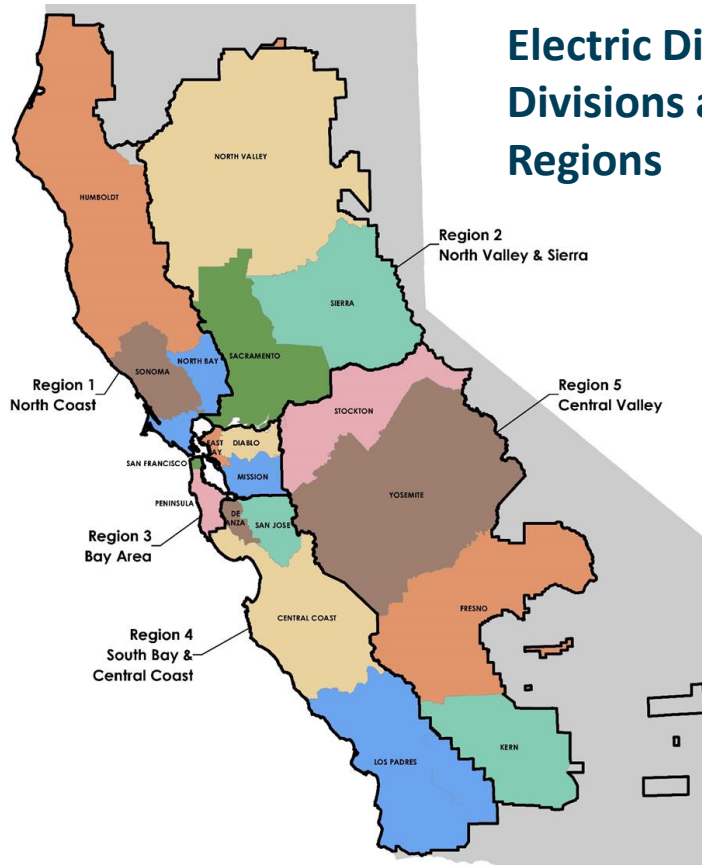 Electric Di
Divisions a
Regions
NORTH VALLEY
HUMBOLDT
Region 2
North Valley & Sierra
SIERRA
NORTH BAY
SACRAMENTO
SONOMA
Region 1
North Coast
Region 5
Central Valley
STOCKTON
EAST
BAY
DIABLO
SAN FRANCISCO
MISSION
YOSEMITE
PENINSULA
DE
ANZA
SAN JOSE
Region 3
Bay Area
FRESNO
CENTRAL COAST
Region 4
South Bay &
Central Coast
KERN
LOS PADRES